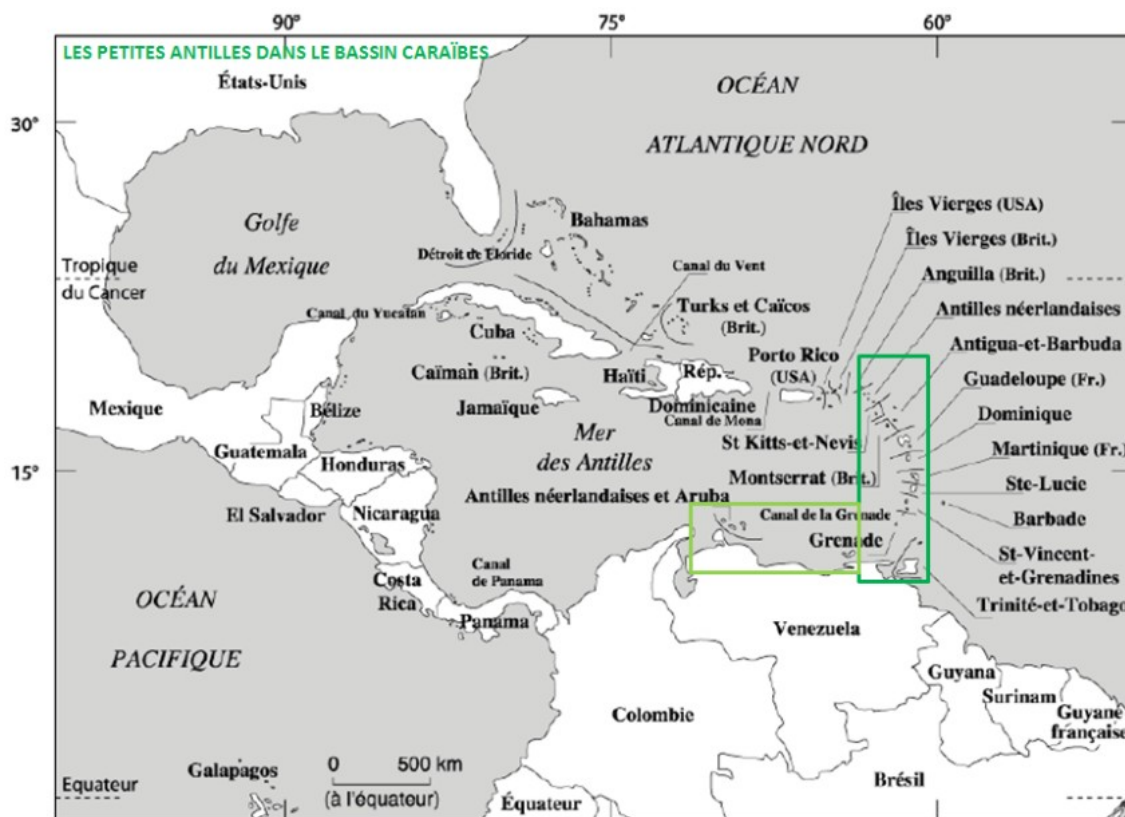 90°
75°
60°
LES PETITES ANTILLES DANS LE BASSIN CARAÏBES
États-Unis
OCÉAN
ATLANTIQUE NORD
30°
Golfe
du Mexique
Bahamas
Détroit de Floride
Îles Vierges (USA)
Îles Vierges (Brit.)
Anguilla (Brit.)
Antilles néerlandaises
Antigua-et-Barbuda
Guadeloupe (Fr.)
Dominique
Martinique (Fr.)
Ste-Lucie
Barbade
St-Vincent-
et-Grenadines
Trinité-et-Tobago
Tropique
du Cancer
Canal du Vent
Canal du Yucatan
Cuba
Turks et Caïcos
(Brit.)
Caïman (Brit.)
Haïti
Rép.
Dominicaine
Porto Rico
(USA)
Canal de Mona
Jamaïque
St Kitts-et-Nevis
Montserrat (Brit.)
Mexique
Bélize
Guatemala
Honduras
15°
Mer
des Antilles
Antilles néerlandaises et Aruba
Canal de la Grenade
Grenade
El Salvador
Nicaragua
Canal
de Panama
Costa
Rica
Panama
OCÉAN
PACIFIQUE
Venezuela
Guyana
Surinam
Guyane
française
Colombie
Brésil
Galapagos
0 500 km
(à l'équateur)
Equateur
Équateur